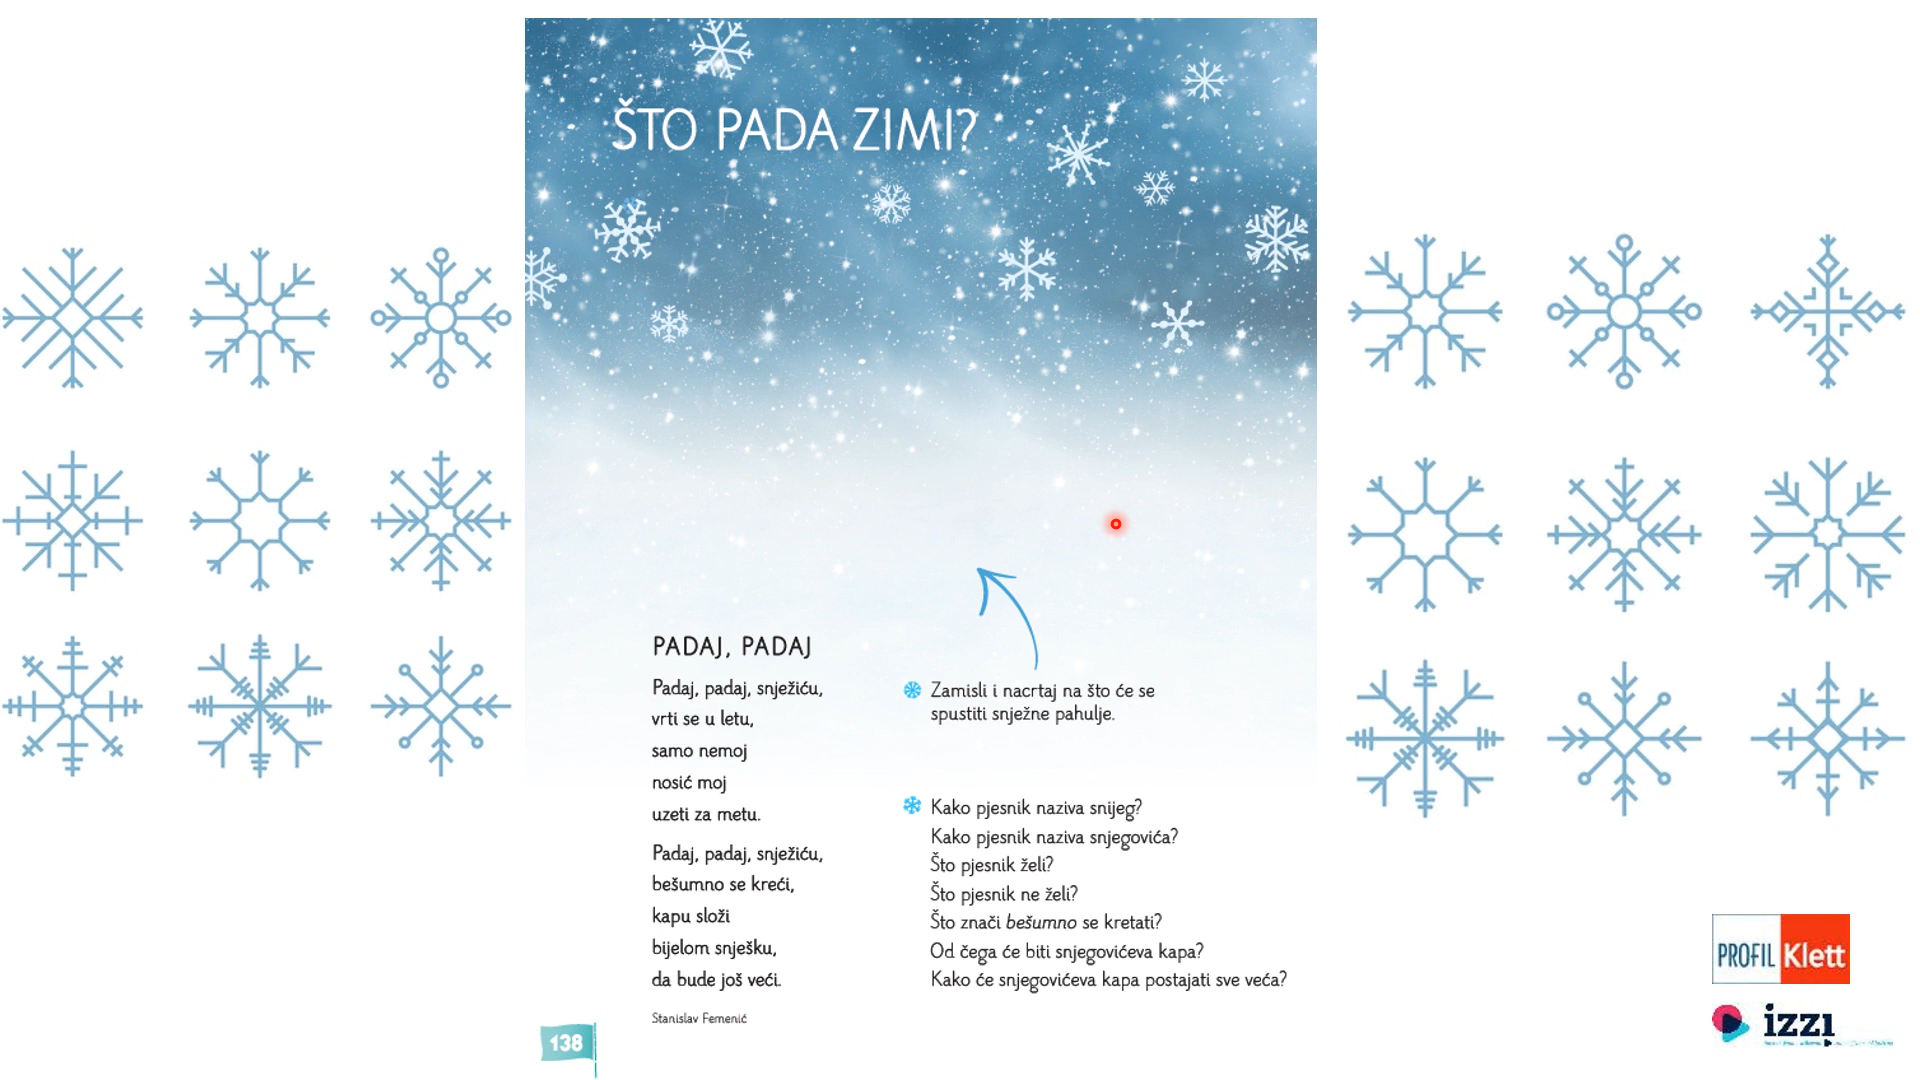 ŠTO PADA ZIMI?
PADAJ, PADAJ
Padaj, padaj, snježiću,
vrti se u letu,
samo nemoj
nosić moj
uzeti za metu.
Padaj, padaj, snježiću,
bešumno se kreći,
kapu složi
bijelom snješku,
da bude još veći.
Stanislav Femenić
138
Zamisli i nacrtaj na što će se
spustiti snježne pahulje.
Kako pjesnik naziva snijeg?
Kako pjesnik naziva snjegovića?
Što pjesnik želi?
Što pjesnik ne želi?
Što znači bešumno se kretati?
Od čega će biti snjegovićeva kapa?
Kako će snjegovićeva kapa postajati sve veća?
PROFIL Klett
izzi